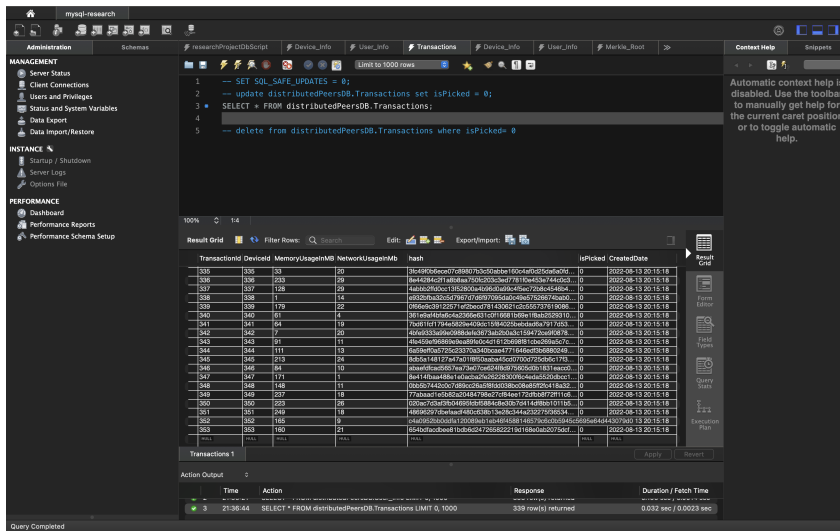 mysql-research
Administration
Schemas
researchProjectDbScript
Device_Info
User_Info
Transactions
Device_Info
User_Info
Merkle_Root
Context Help
Snippets
MANAGEMENT
Server Status
Client Connections
Users and Privileges
Status and System Variables
Data Export
Data Import/Restore
INSTANCE
Startup / Shutdown
Server Logs
Options File
PERFORMANCE
Dashboard
Performance Reports
Performance Schema Setup
Limit to 1000 rows
1 -- SET SQL_SAFE_UPDATES = 0;
2 -- update distributedPeersDB.Transactions set isPicked = 0;
3 SELECT * FROM distributedPeersDB.Transactions;
4
5 -- delete from distributedPeersDB.Transactions where isPicked= 0
Automatic context help is
disabled. Use the toolbar
to manually get help for
the current caret position
or to toggle automatic
help.
100% 1:4
Result Grid Filter Rows: Search Edit: Export/Import:
TransactionId DeviceId MemoryUsageInMB NetworkUsageInMb hash isPicked CreatedDate
335 335 33 20 0 2022-08-13 20:15:18
336 336 233 29 0 2022-08-13 20:15:18
337 337 128 29 0 2022-08-13 20:15:18
338 338 1 14 0 2022-08-13 20:15:18
339 339 179 22 0 2022-08-13 20:15:18
340 340 61 4 0 2022-08-13 20:15:18
341 341 64 19 0 2022-08-13 20:15:18
342 342 7 20 0 2022-08-13 20:15:18
343 343 91 11 0 2022-08-13 20:15:18
344 344 111 13 0 2022-08-13 20:15:18
345 345 213 24 0 2022-08-13 20:15:18
346 346 84 10 0 2022-08-13 20:15:18
347 347 171 1 0 2022-08-13 20:15:18
348 348 148 11 0 2022-08-13 20:15:18
349 349 237 18 0 2022-08-13 20:15:18
350 350 223 26 0 2022-08-13 20:15:18
351 351 249 18 0 2022-08-13 20:15:18
352 352 165 9 0 2022-08-13 20:15:18
353 353 160 21 0 2022-08-13 20:15:18
NULL NULL NULL NULL NULL NULL NULL
Result
Grid
Form
Editor
Field
Types
Query
Stats
Execution
Plan
Transactions 1
Apply
Revert
Action Output
Time Action Response Duration / Fetch Time
3 21:36:44 SELECT * FROM distributedPeersDB.Transactions LIMIT 0, 1000 339 row(s) returned 0.032 sec / 0.0023 sec
Query Completed